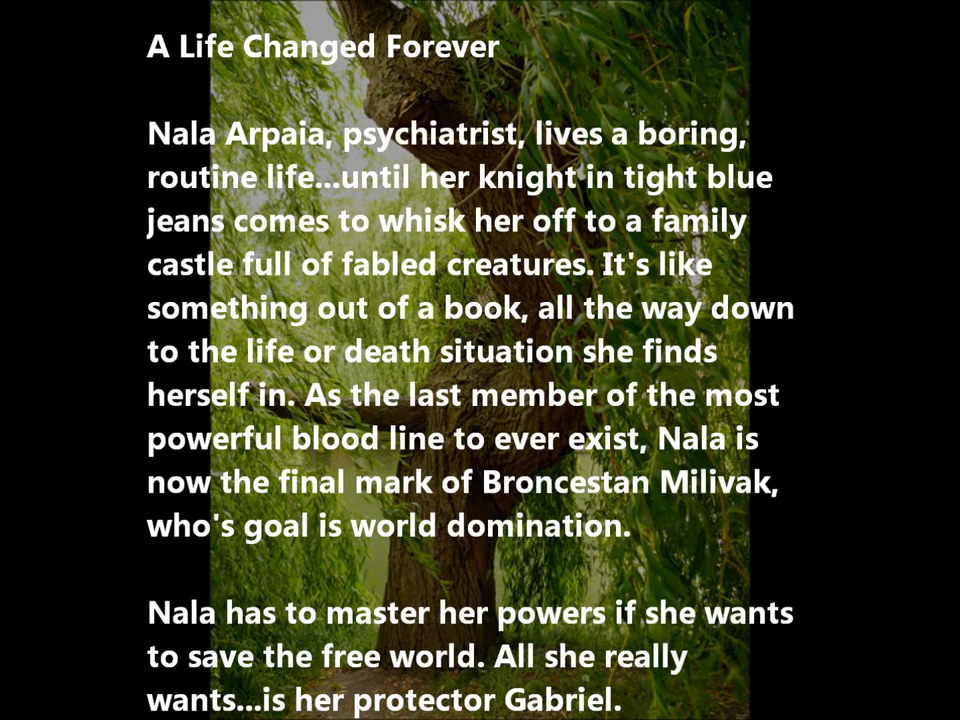 A Life Changed Forever
Nala Arpaia, psychiatrist, lives a boring,
routine life...until her knight in tight blue
jeans comes to whisk her off to a family
castle full of fabled creatures. It's like
something out of a book, all the way down
to the life or death situation she finds
herself in. As the last member of the most
powerful blood line to ever exist, Nala is
now the final mark of Broncestan Milivak,
who's goal is world domination.
Nala has to master her powers if she wants
to save the free world. All she really
wants...is her protector Gabriel.